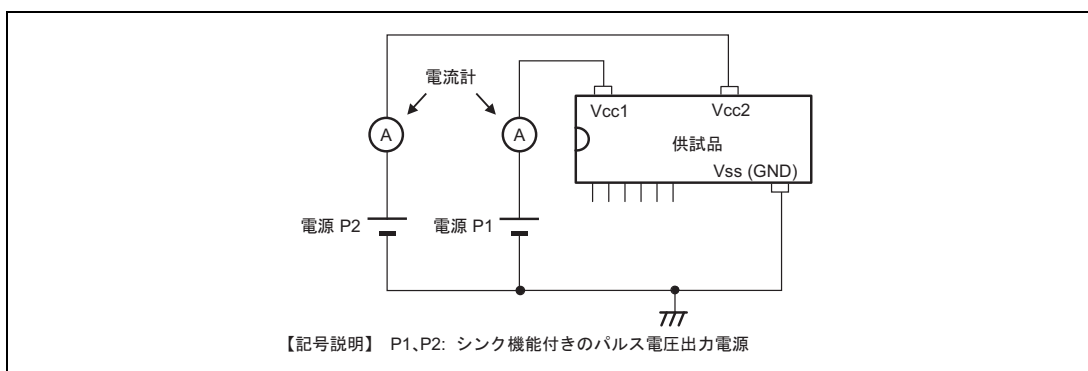 電流計
A
A
Vcc1
Vcc2
供試品
Vss (GND)
電源 P2
電源 P1
【記号説明】 P1、P2: シンク機能付きのパルス電圧出力電源